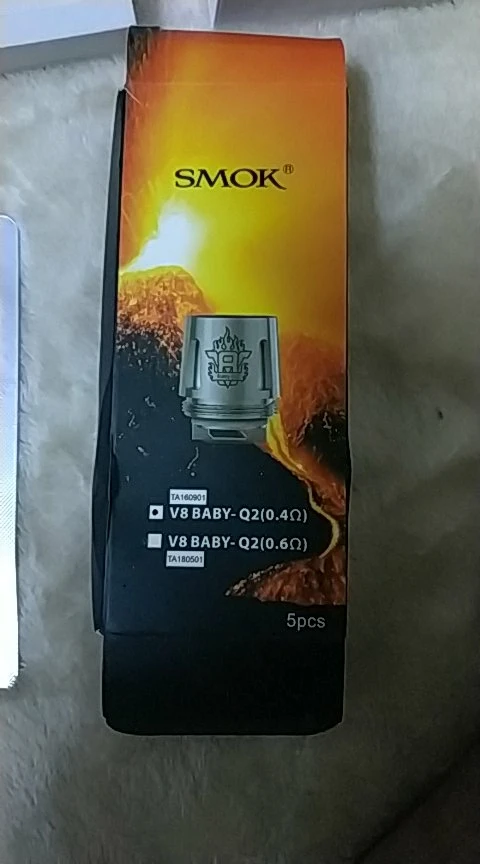 SMOK®
TA160901
V8 BABY-Q2(0.4Ω)
V8 BABY-Q2(0.6Ω)
TA180501
5pcs